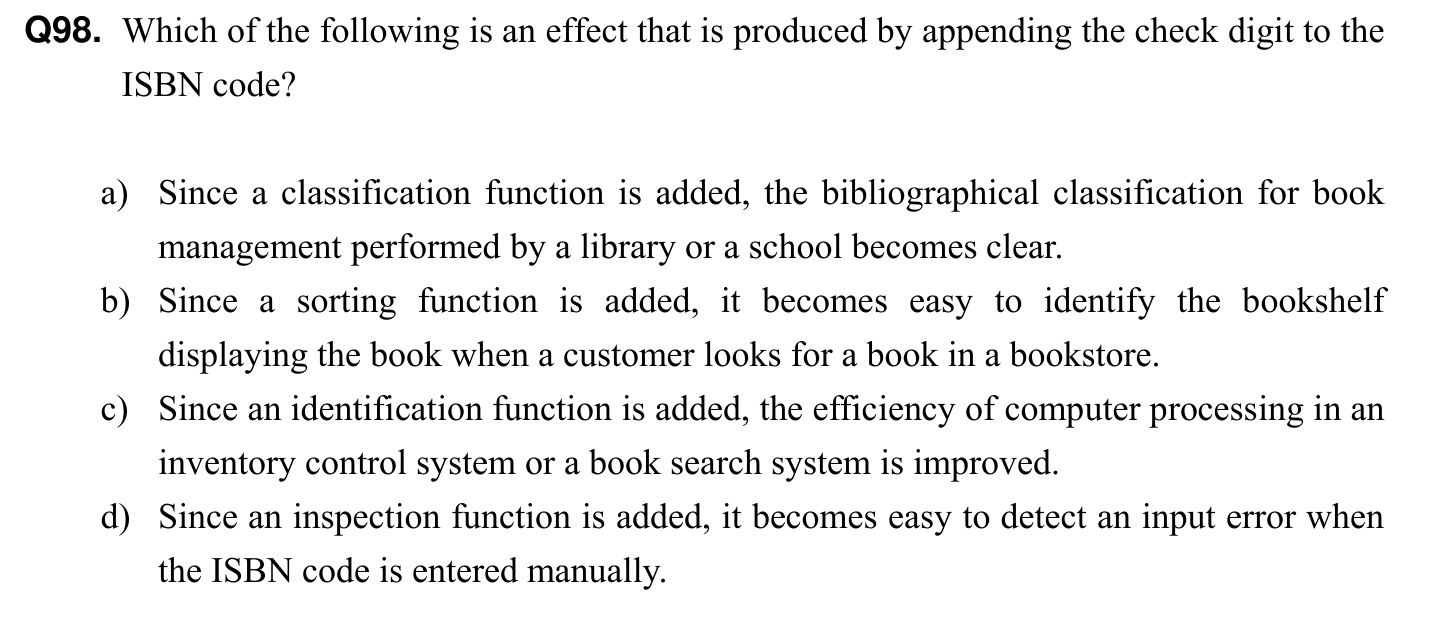 Q98. Which of the following is an effect that is produced by appending the check digit to the
ISBN code?
a) Since a classification function is added, the bibliographical classification for book
management performed by a library or a school becomes clear.
b) Since a sorting function is added, it becomes easy to identify the bookshelf
displaying the book when a customer looks for a book in a bookstore.
c) Since an identification function is added, the efficiency of computer processing in an
inventory control system or a book search system is improved.
d) Since an inspection function is added, it becomes easy to detect an input error when
the ISBN code is entered manually.